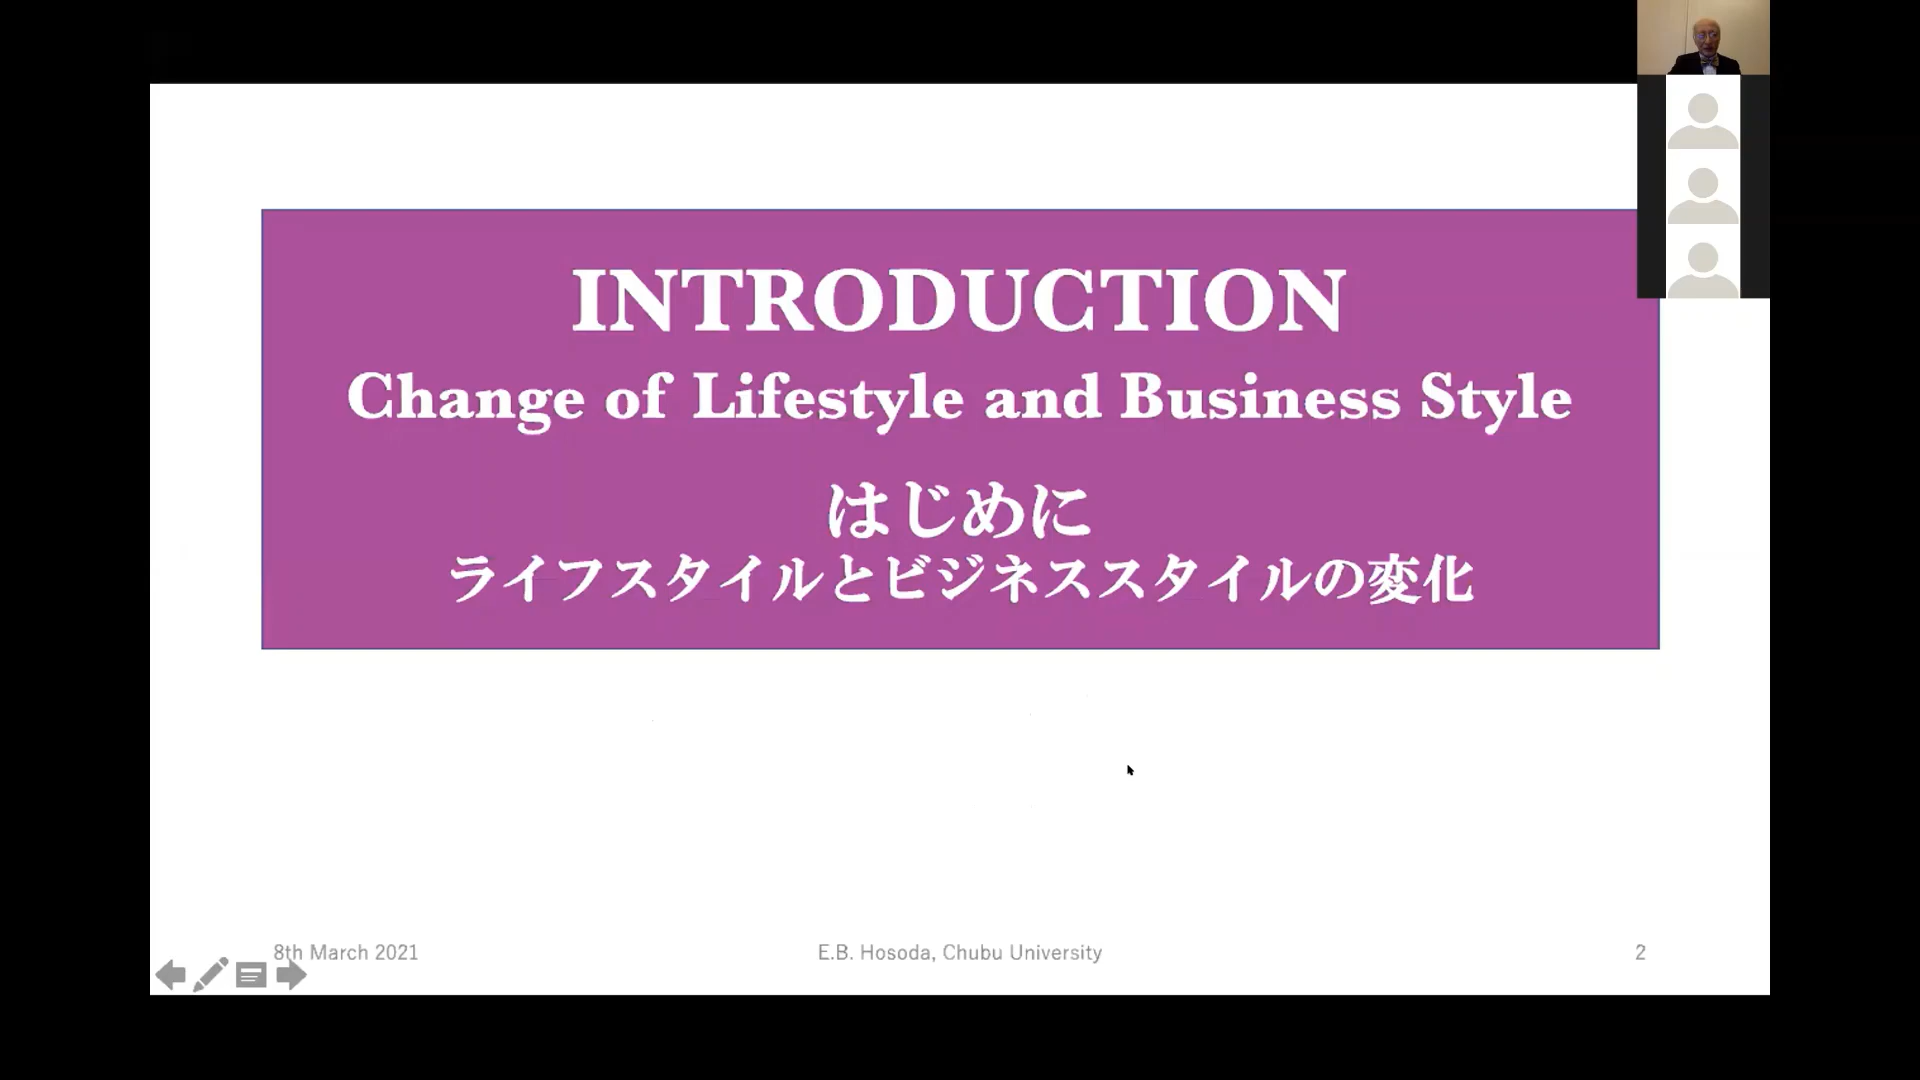 INTRODUCTION
Change of Lifestyle and Business Style
はじめに
ライフスタイルとビジネススタイルの変化
8th March 2021
E.B. Hosoda, Chubu University
2